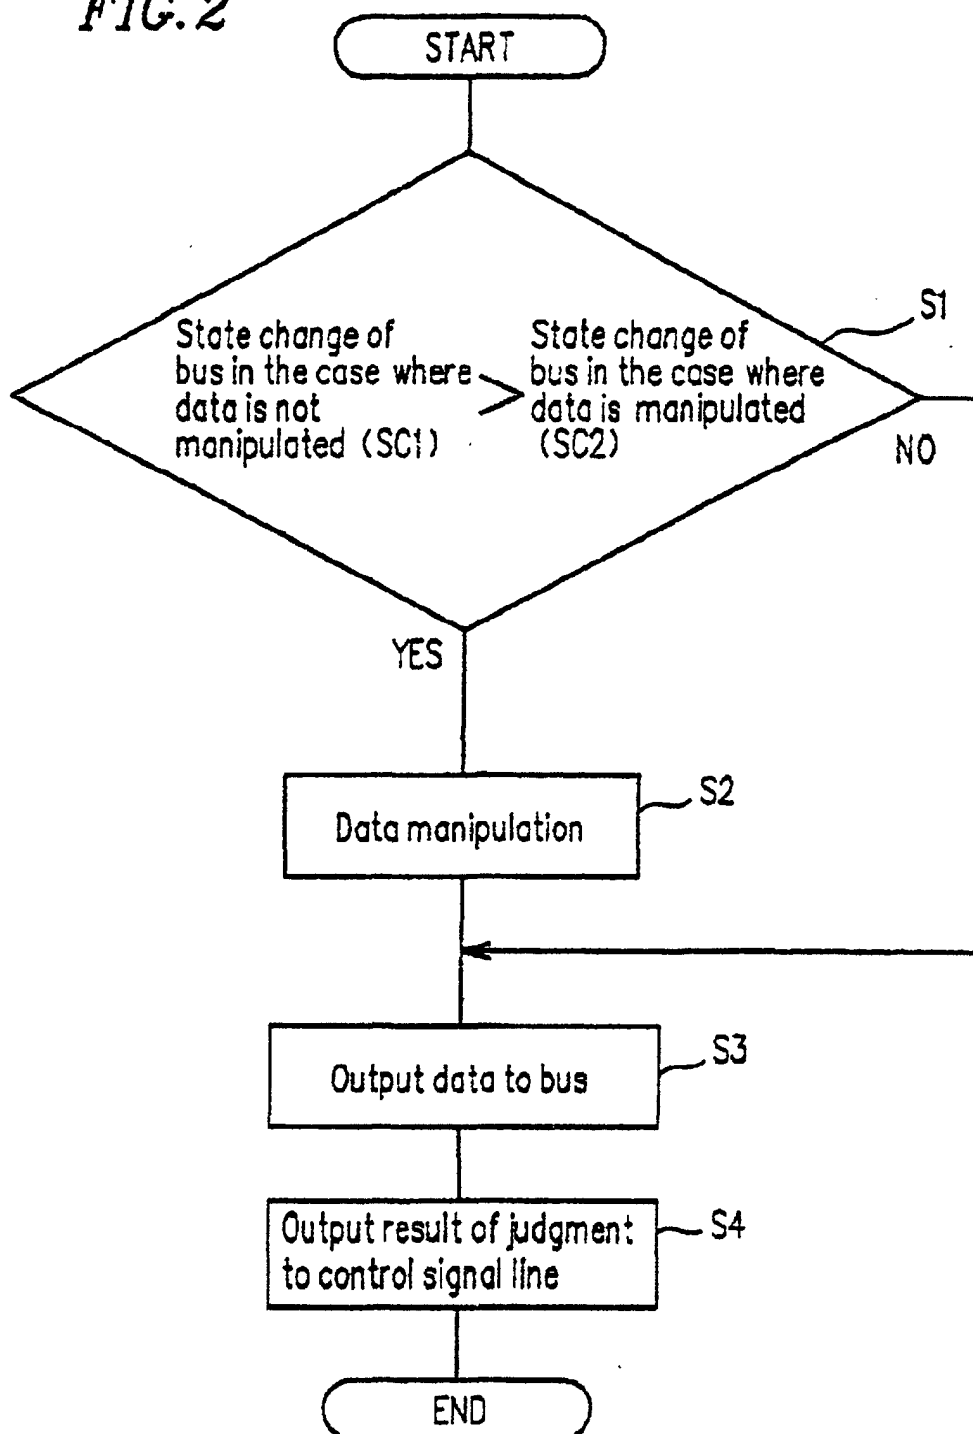 FIG. 2
START
State change of
bus in the case where
data is not
manipulated (SC1)
>
State change of
bus in the case where
data is manipulated
(SC2)
S1
NO
YES
Data manipulation
S2
Output data to bus
S3
Output result of judgment
to control signal line
S4
END